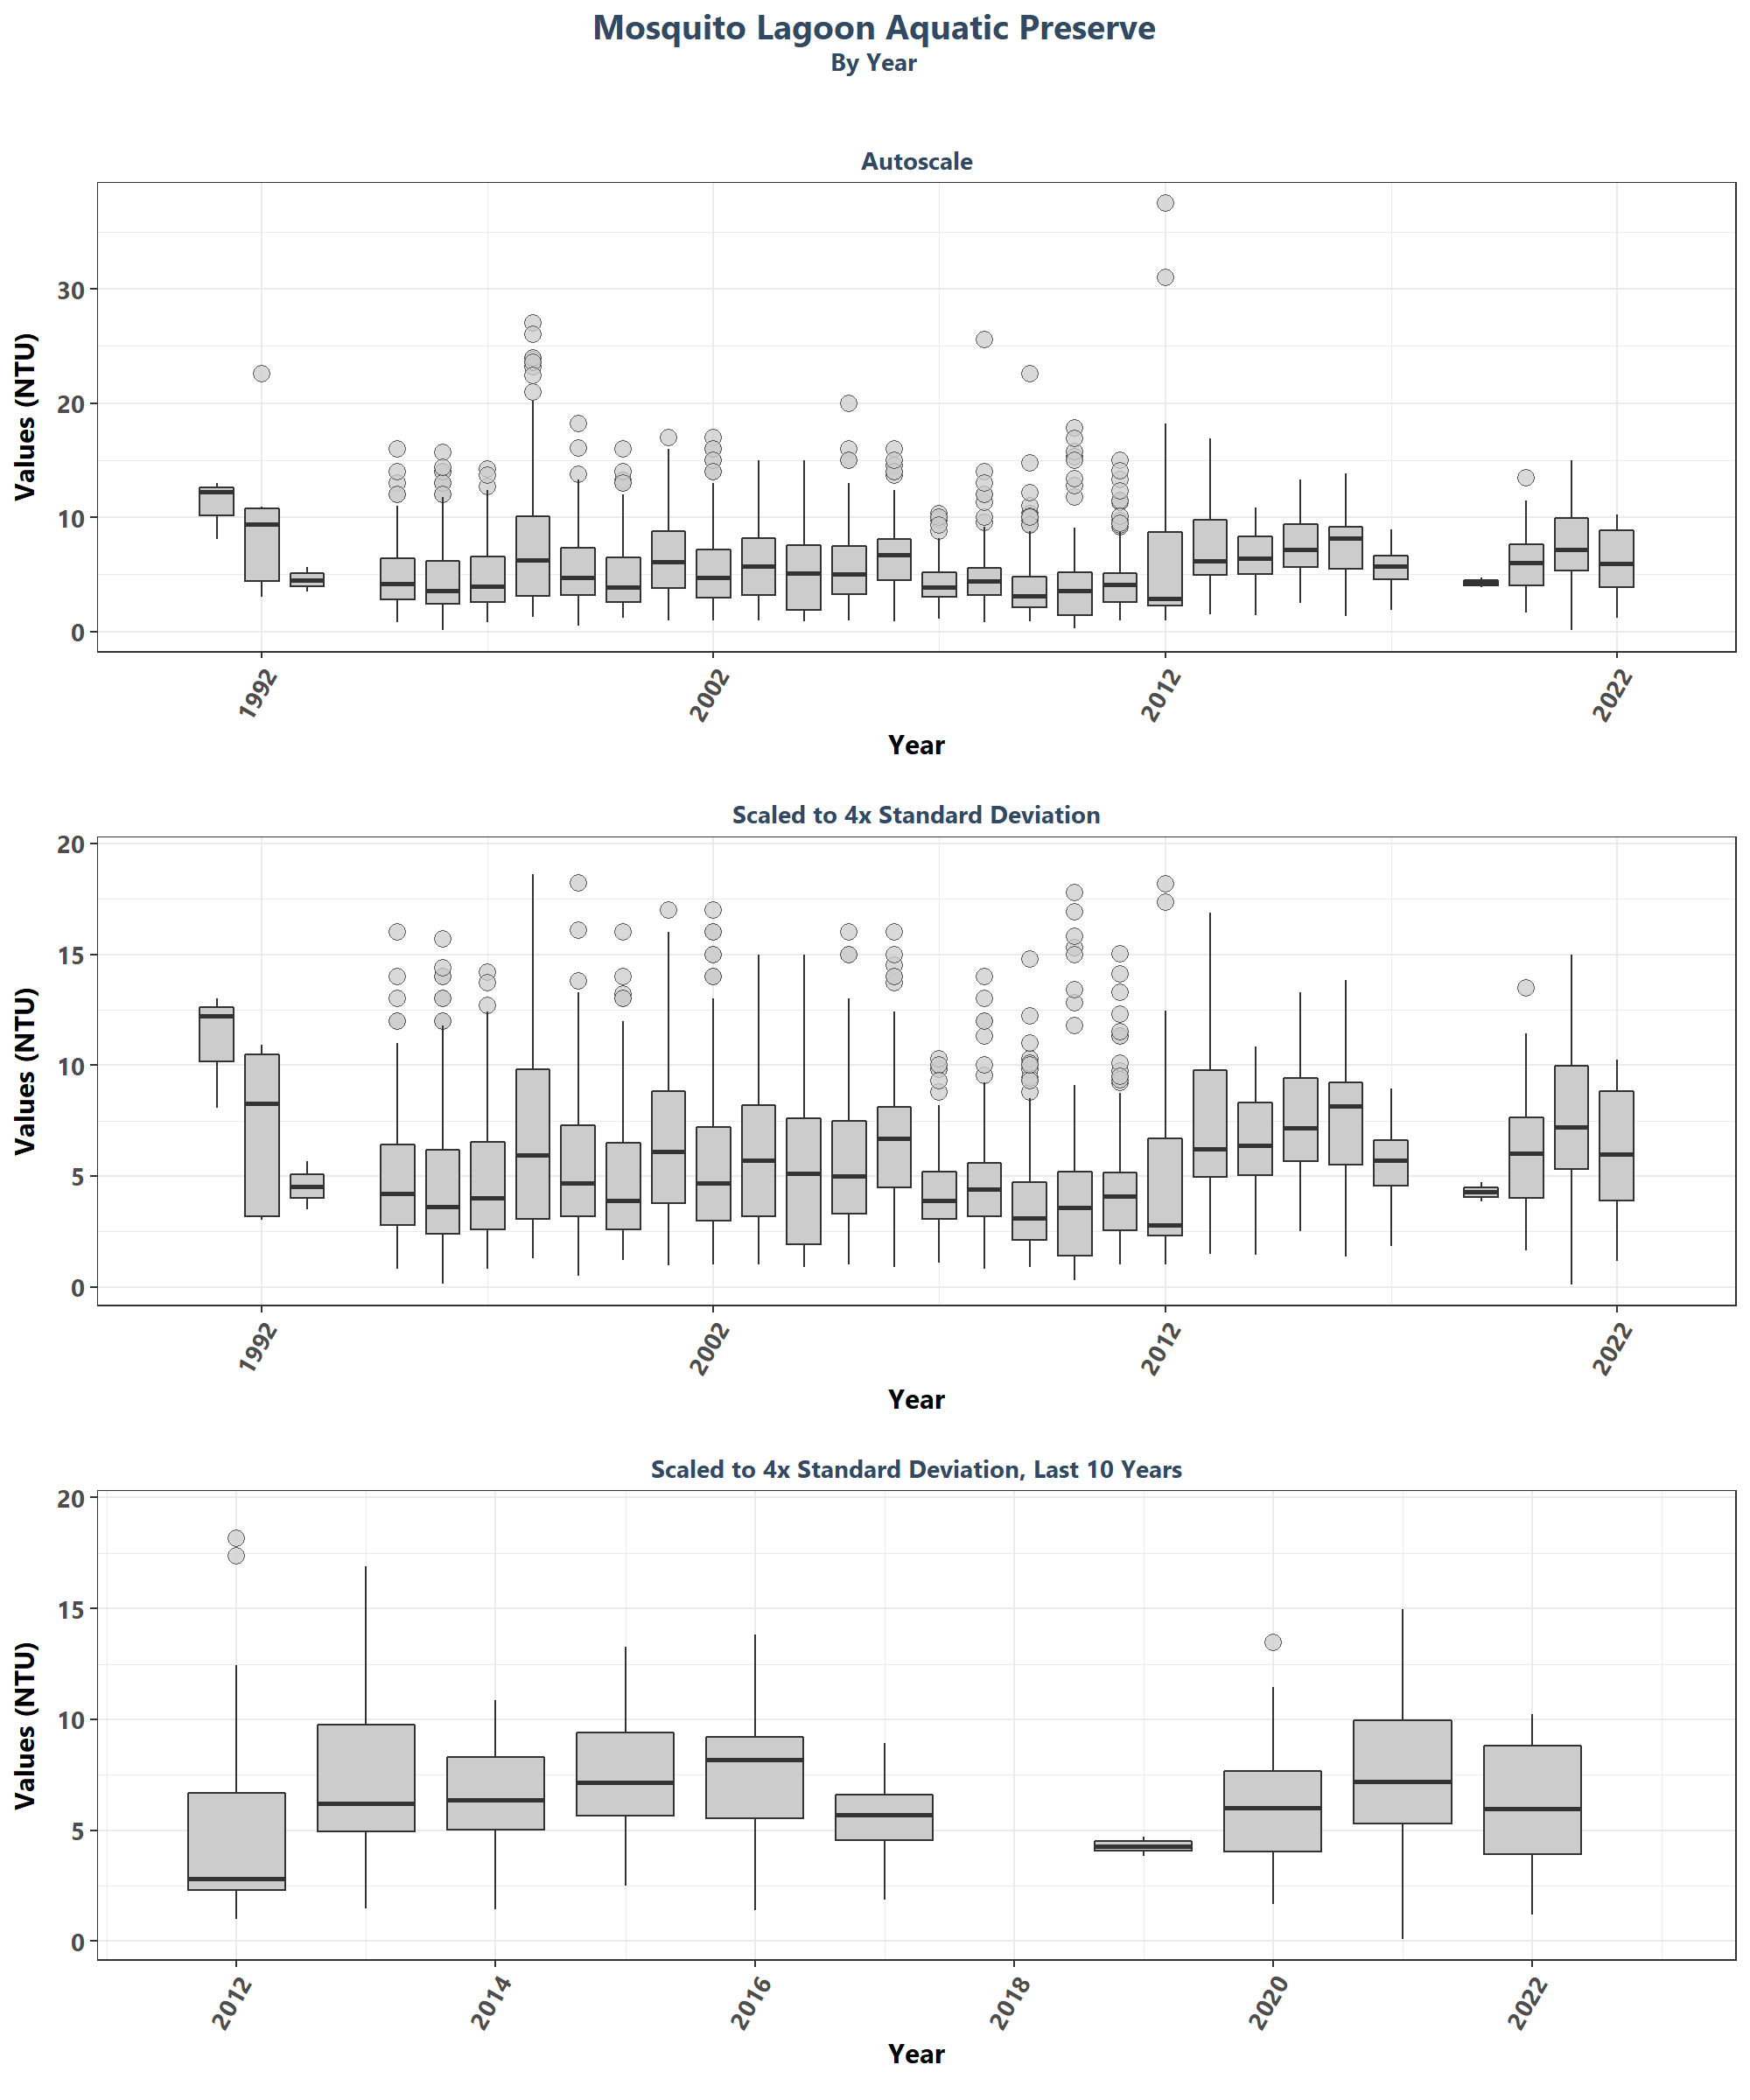 Mosquito Lagoon Aquatic Preserve
By Year
Autoscale
Values (NTU)
30
20
10
0
1992
2002
2012
2022
Year
Scaled to 4x Standard Deviation
Values (NTU)
20
15
10
5
0
1992
2002
2012
2022
Year
Scaled to 4x Standard Deviation, Last 10 Years
Values (NTU)
20
15
10
5
0
2012
2014
2016
2018
2020
2022
Year